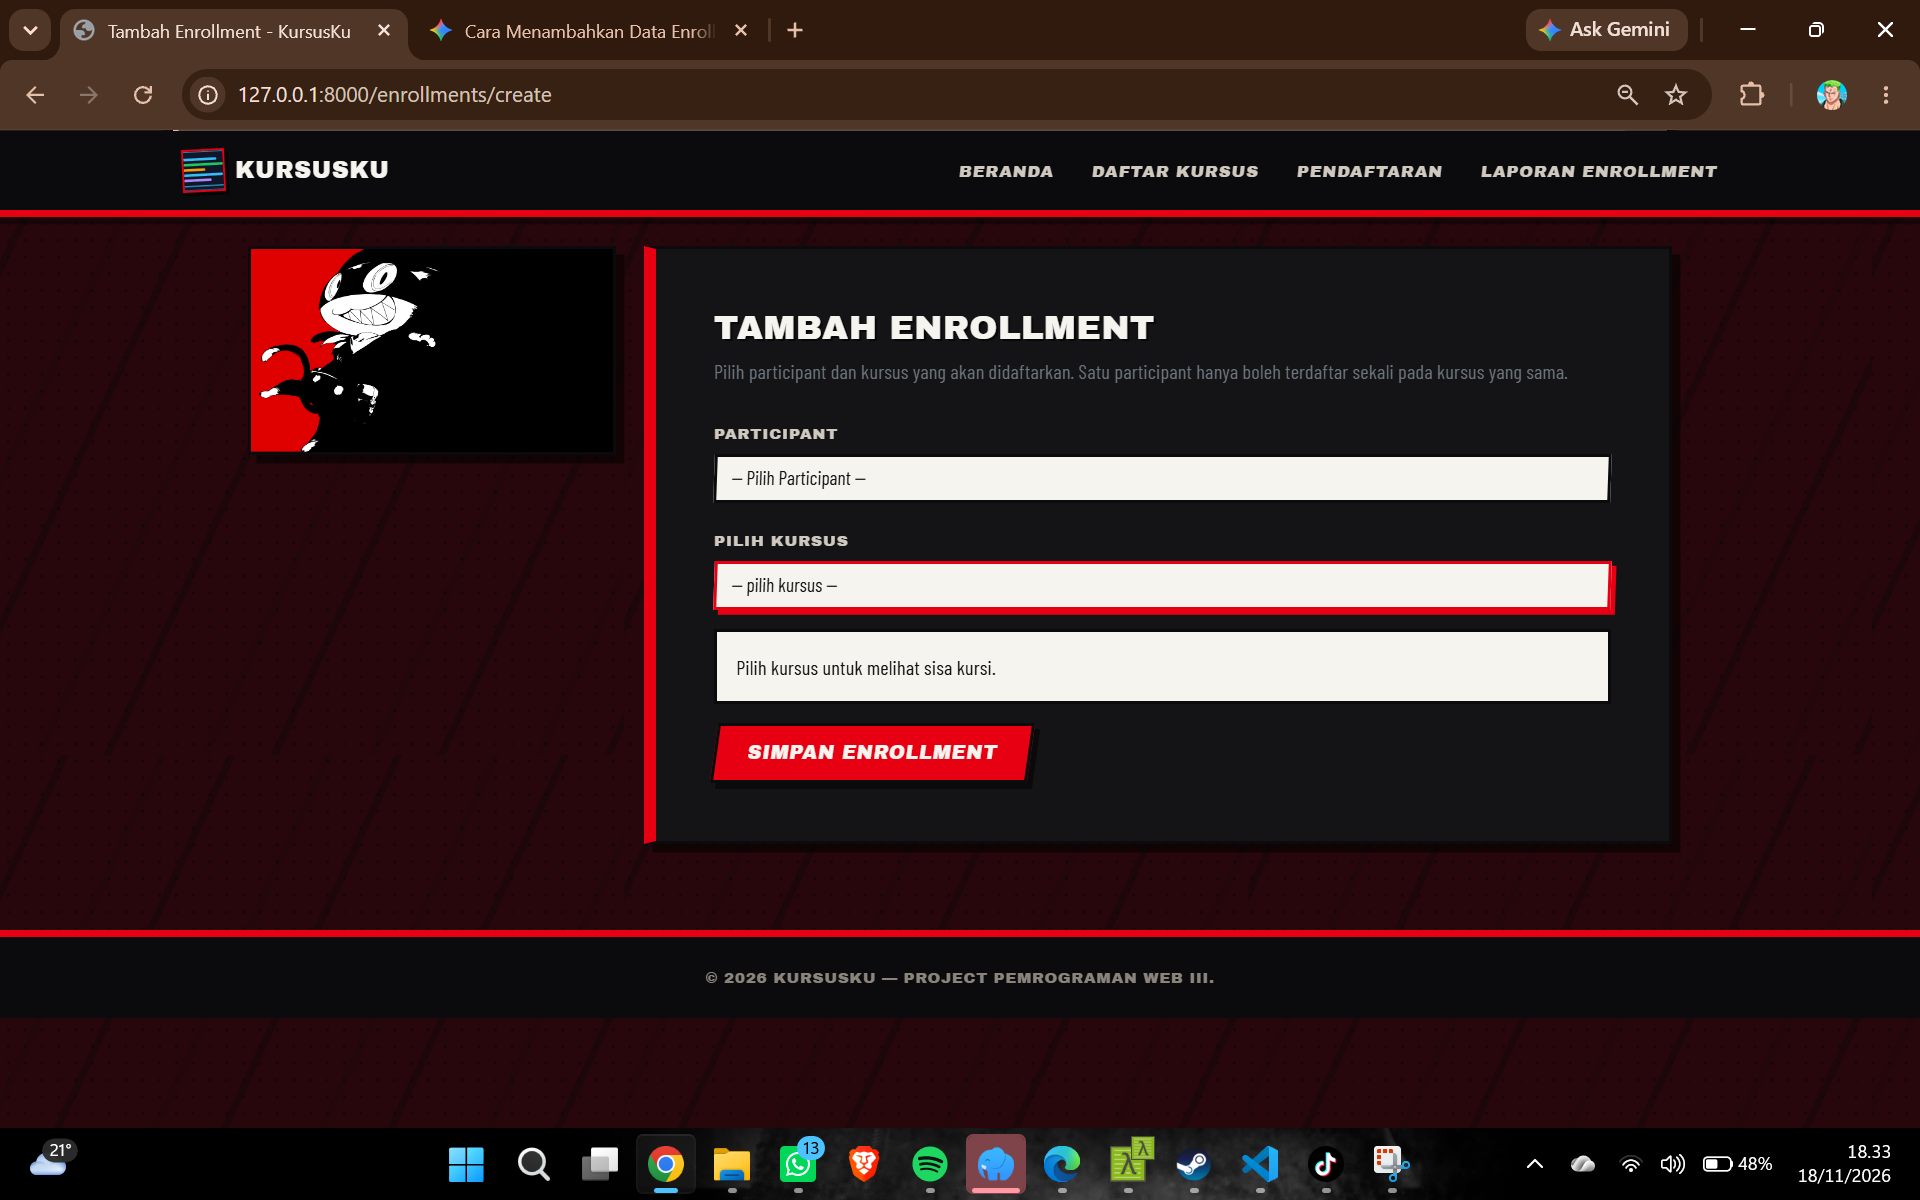 Tambah Enrollment - KursusKu
Cara Menambahkan Data Enrol
Ask Gemini
127.0.0.1:8000/enrollments/create
KURSUSKU
BERANDA
DAFTAR KURSUS
PENDAFTARAN
LAPORAN ENROLLMENT
TAMBAH ENROLLMENT
Pilih participant dan kursus yang akan didaftarkan. Satu participant hanya boleh terdaftar sekali pada kursus yang sama.
PARTICIPANT
— Pilih Participant —
PILIH KURSUS
— pilih kursus —
Pilih kursus untuk melihat sisa kursi.
SIMPAN ENROLLMENT
© 2026 KURSUSKU — PROJECT PEMROGRAMAN WEB III.
21°
13
48%
18.33
18/11/2026